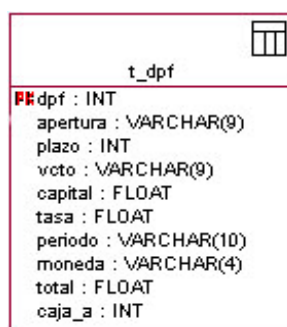 t_dpf
PK dpf : INT
apertura : VARCHAR(9)
plazo : INT
vcto : VARCHAR(9)
capital : FLOAT
tasa : FLOAT
periodo : VARCHAR(10)
moneda : VARCHAR(4)
total : FLOAT
caja_a : INT